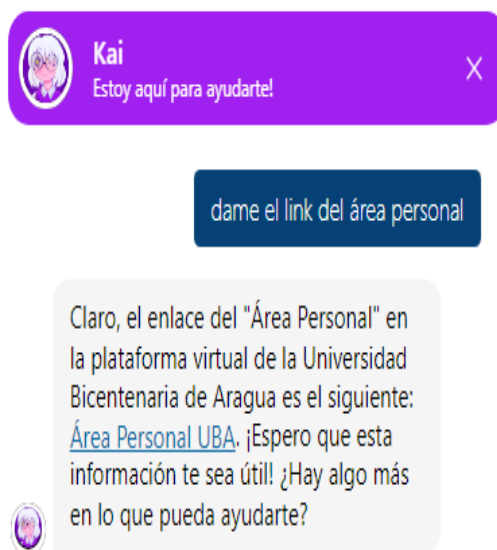 Kai
Estoy aquí para ayudarte!
X
dame el link del área personal
Claro, el enlace del "Área Personal" en
la plataforma virtual de la Universidad
Bicentenaria de Aragua es el siguiente:
Área Personal UBA. ¡Espero que esta
información te sea útil! ¿Hay algo más
en lo que pueda ayudarte?